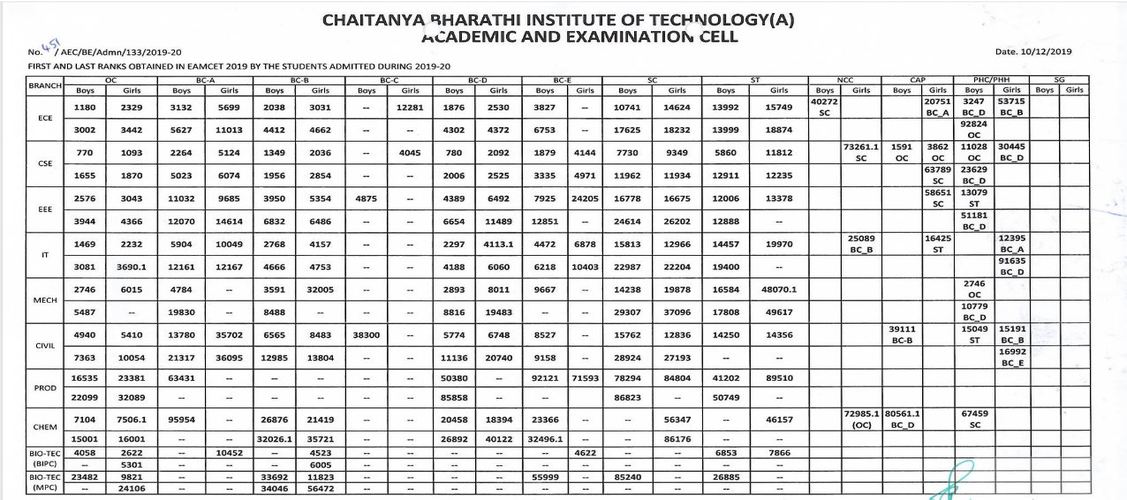 CHAITANYA BHARATHI INSTITUTE OF TECHNOLOGY(A)
ACADEMIC AND EXAMINATION CELL
No. 451/ AEC/BE/Admn/133/2019-20 Date. 10/12/2019
FIRST AND LAST RANKS OBTAINED IN EAMCET 2019 BY THE STUDENTS ADMITTED DURING 2019-20
BRANCH OC BC-A BC-B BC-C BC-D BC-E SC ST NCC CAP PHC/PHH SG
Boys Girls Boys Girls Boys Girls Boys Girls Boys Girls Boys Girls Boys Girls Boys Girls Boys Girls Boys Girls Boys Girls Boys Girls
ECE 1180 2329 3132 5699 2038 3031 -- 12281 1876 2530 3827 -- 10741 14624 13992 15749 40272 20751 3247 53715
SC BC_A BC_D BC_B
3002 3442 5627 11013 4412 4662 -- -- 4302 4372 6753 -- 17625 18232 13999 18874 92824
OC
CSE 770 1093 2264 5124 1349 2036 -- 4045 780 2092 1879 4144 7730 9349 5860 11812 73261.1 1591 3862 11028 30445
SC OC OC OC BC_D
1655 1870 5023 6074 1956 2854 -- -- 2006 2525 3335 4971 11962 11934 12911 12235 63789 23629
SC BC_D
EEE 2576 3043 11032 9685 3950 5354 4875 -- 4389 6492 7925 24205 16778 16675 12006 13378 58651 13079
SC ST
3944 4366 12070 14614 6832 6486 -- -- 6654 11489 12851 -- 24614 26202 12888 -- 51181
BC_D
IT 1469 2232 5904 10049 2768 4157 -- -- 2297 4113.1 4472 6878 15813 12966 14457 19970 25089 16425 12395
BC_B ST BC_A
3081 3690.1 12161 12167 4666 4753 -- -- 4188 6060 6218 10403 22987 22204 19400 -- 91635
BC_D
MECH 2746 6015 4784 -- 3591 32005 -- -- 2893 8011 9667 -- 14238 19878 16584 48070.1 2746
OC
5487 -- 19830 -- 8488 -- -- -- 8816 19483 -- -- 29307 37096 17808 49617 10779
BC_D
CIVIL 4940 5410 13780 35702 6565 8483 38300 -- 5774 6748 8527 -- 15762 12836 14250 14356 39111 15049 15191
BC-B ST BC_B
7363 10054 21317 36095 12985 13804 -- -- 11136 20740 9158 -- 28924 27193 -- -- 16992
BC_E
PROD 16535 23381 63431 -- -- -- -- -- 50380 -- 92121 71593 78294 84804 41202 89510
22099 32089 -- -- -- -- -- -- 85858 -- -- -- 86823 -- 50749 --
CHEM 7104 7506.1 95954 -- 26876 21419 -- -- 20458 18394 23366 -- -- 56347 -- 46157 72985.1 80561.1 67459
(OC) BC_D SC
15001 16001 -- -- 32026.1 35721 -- -- 26892 40122 32496.1 -- -- 86176 -- --
BIO-TEC 4058 2622 -- 10452 -- 4523 -- -- -- -- -- 4622 -- -- 6853 7866
(BIPC) -- 5301 -- -- -- 6005 -- -- -- -- -- -- -- -- -- --
BIO-TEC 23482 9821 -- -- 33692 11823 -- -- -- -- 55999 -- 85240 -- 26885 --
(MPC) -- 24106 -- -- 34046 56472 -- -- -- -- -- -- -- -- -- --